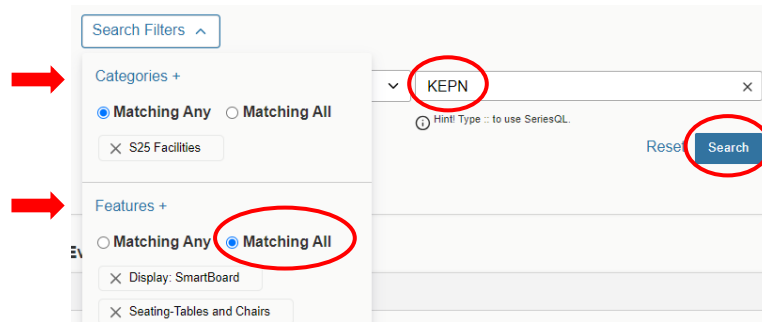 Search Filters
Categories +
KEPN
Matching Any Matching All
Hint! Type :: to use SeriesQL.
S25 Facilities
Reset Search
Features +
Matching Any Matching All
Ev
Display: SmartBoard
Seating-Tables and Chairs